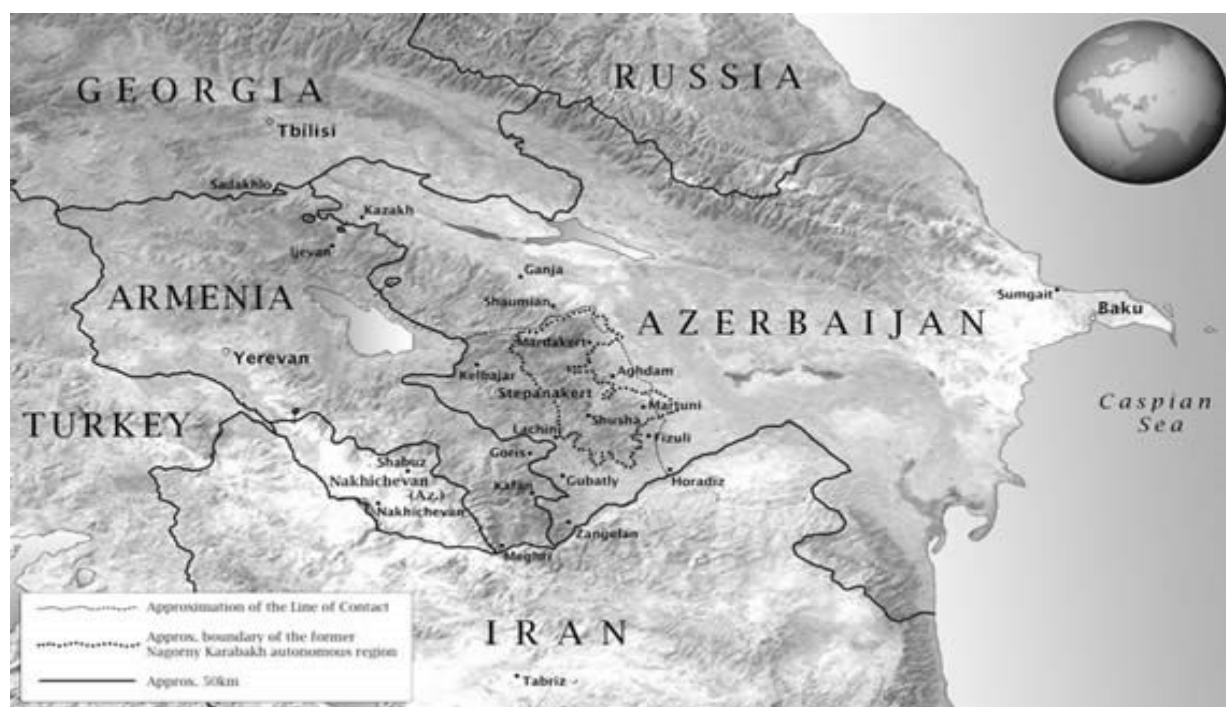 GEORGIA
RUSSIA
Tbilisi
Sadakhlo
Kazakh
Ijevan
Ganja
ARMENIA
Shaumian
AZERBAIJAN
Sumgait
Baku
Mardakert
Yerevan
Kelbajar
Aghdam
Stepanakert
Martuni
Caspian
Sea
TURKEY
Shusha
Lachin
Fizuli
Goris
Shabuz
Nakhichevan
(Az.)
Gubatly
Horadiz
Kafan
Nakhichevan
Zangelan
Meghri
Approximation of the Line of Contact
Approx. boundary of the former
Nagorny Karabakh autonomous region
Approx. 50km
IRAN
Tabriz